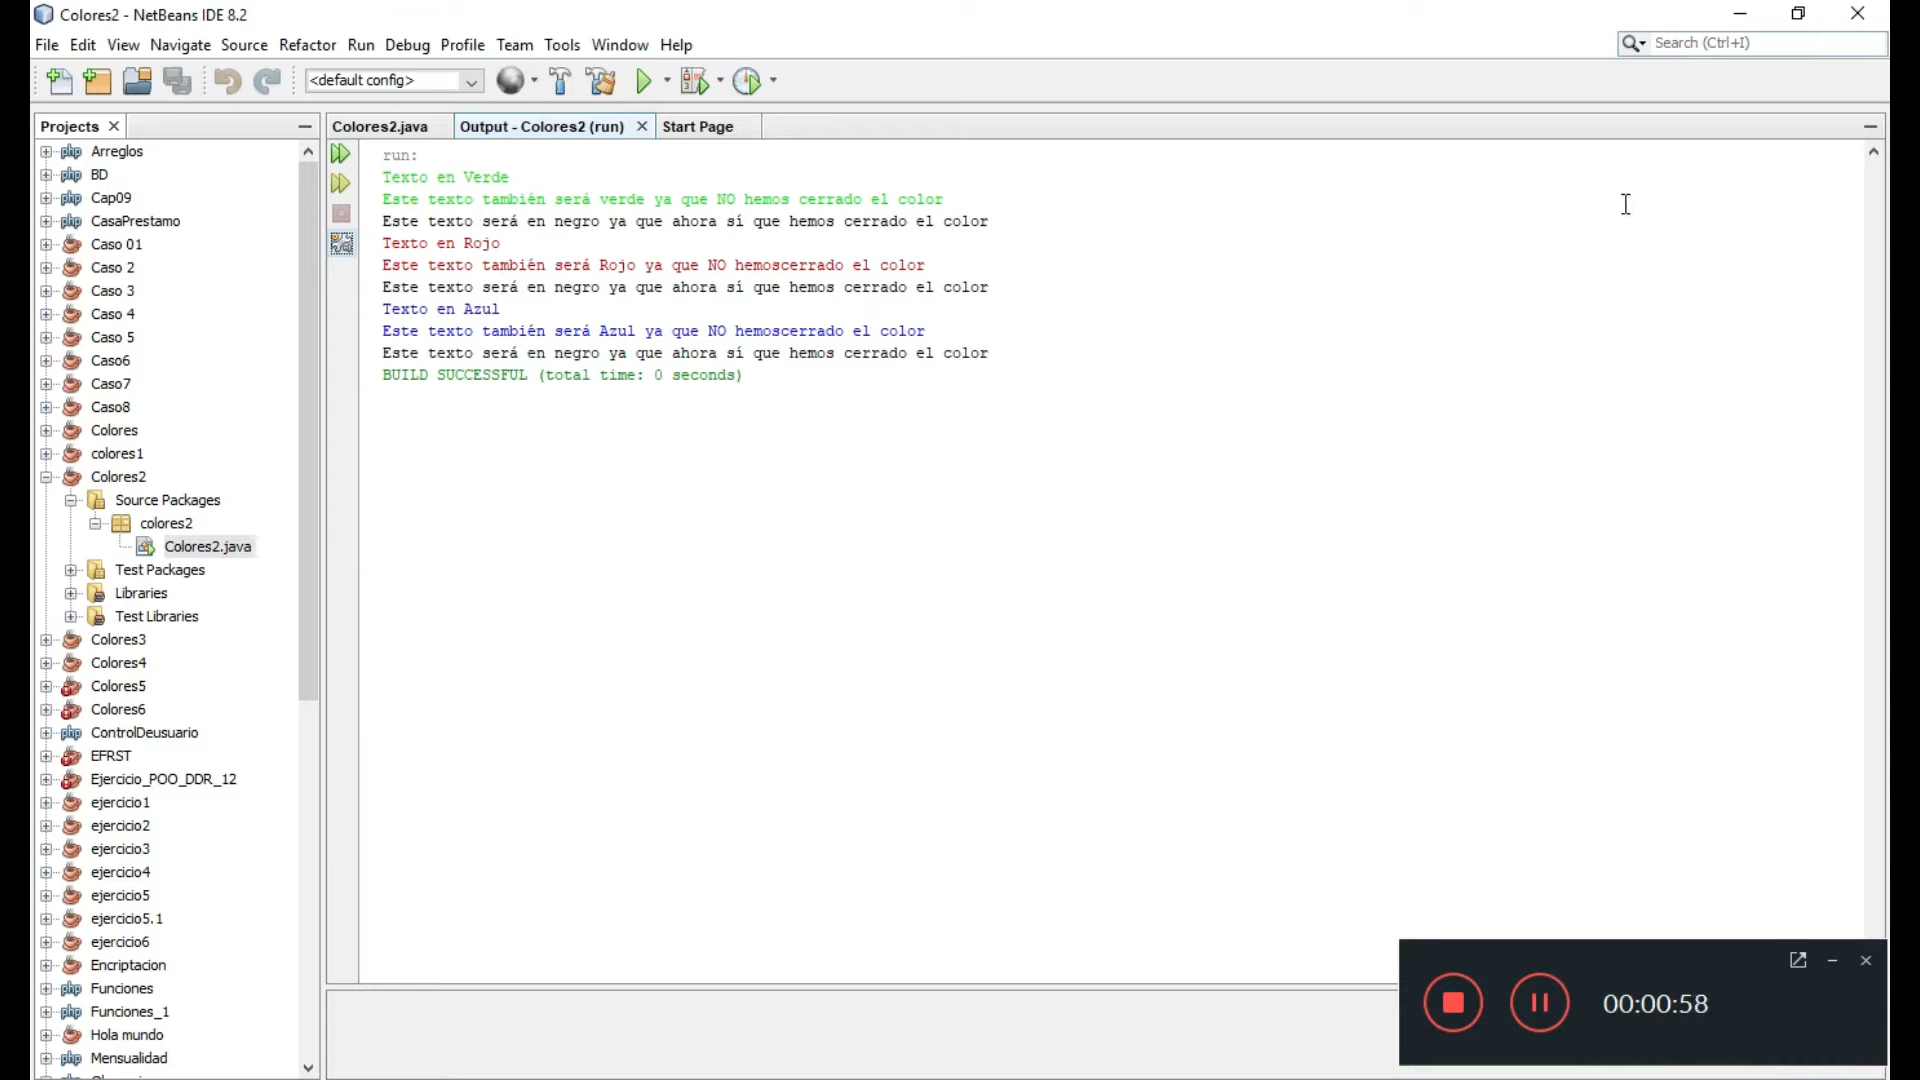 Colores2 - NetBeans IDE 8.2
File Edit View Navigate Source Refactor Run Debug Profile Team Tools Window Help
Search (Ctrl+I)
<default config>
Projects
Colores2.java
Output - Colores2 (run)
Start Page
Arreglos
BD
Cap09
CasaPrestamo
Caso 01
Caso 2
Caso 3
Caso 4
Caso 5
Caso6
Caso7
Caso8
Colores
colores1
Colores2
Source Packages
colores2
Colores2.java
Test Packages
Libraries
Test Libraries
Colores3
Colores4
Colores5
Colores6
ControlDeusuario
EFRST
Ejercicio_POO_DDR_12
ejercicio1
ejercicio2
ejercicio3
ejercicio4
ejercicio5
ejercicio5.1
ejercicio6
Encriptacion
Funciones
Funciones_1
Hola mundo
Mensualidad
run:
Texto en Verde
Este texto también será verde ya que NO hemos cerrado el color
Este texto será en negro ya que ahora sí que hemos cerrado el color
Texto en Rojo
Este texto también será Rojo ya que NO hemoscerrado el color
Este texto será en negro ya que ahora sí que hemos cerrado el color
Texto en Azul
Este texto también será Azul ya que NO hemoscerrado el color
Este texto será en negro ya que ahora sí que hemos cerrado el color
BUILD SUCCESSFUL (total time: 0 seconds)
00:00:58